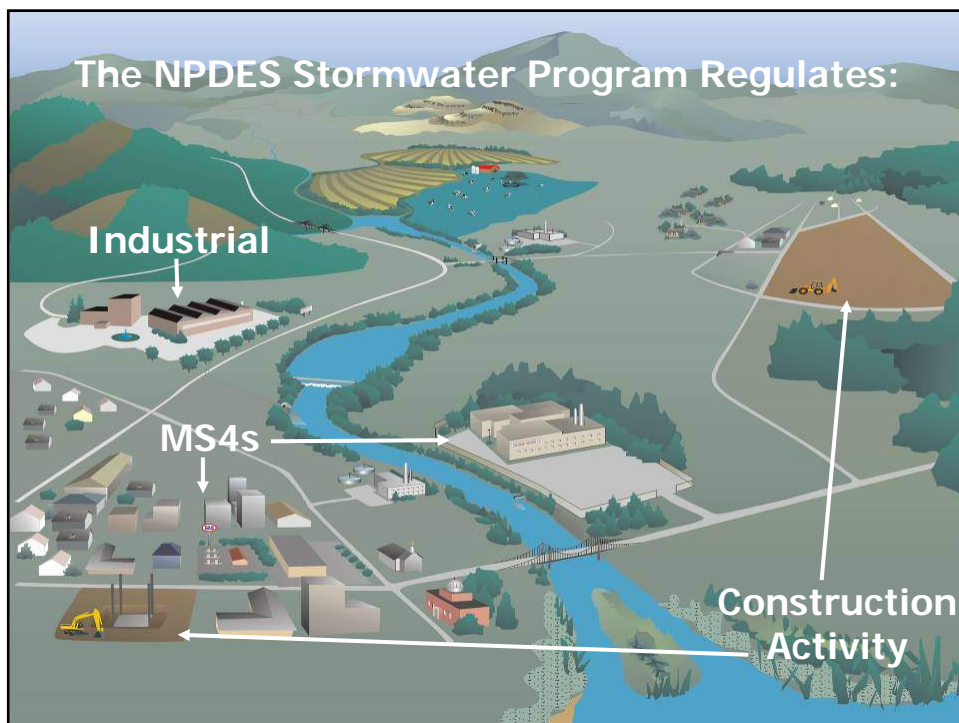 The NPDES Stormwater Program Regulates:
Industrial
MS4s
Construction
Activity